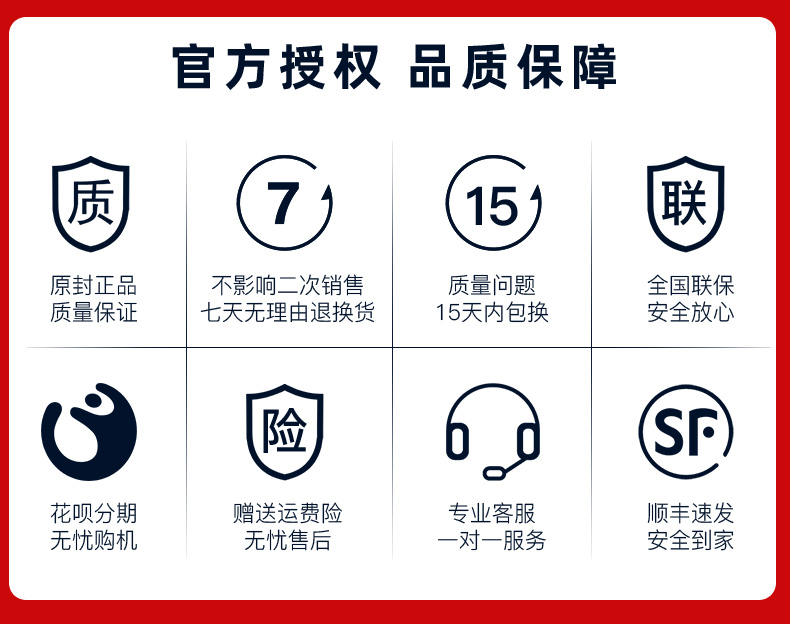 官方授权 品质保障
质
7
15
联
原封正品
质量保证
不影响二次销售
七天无理由退换货
质量问题
15天内包换
全国联保
安全放心
险
SF
花呗分期
无忧购机
赠送运费险
无忧售后
专业客服
一对一服务
顺丰速发
安全到家